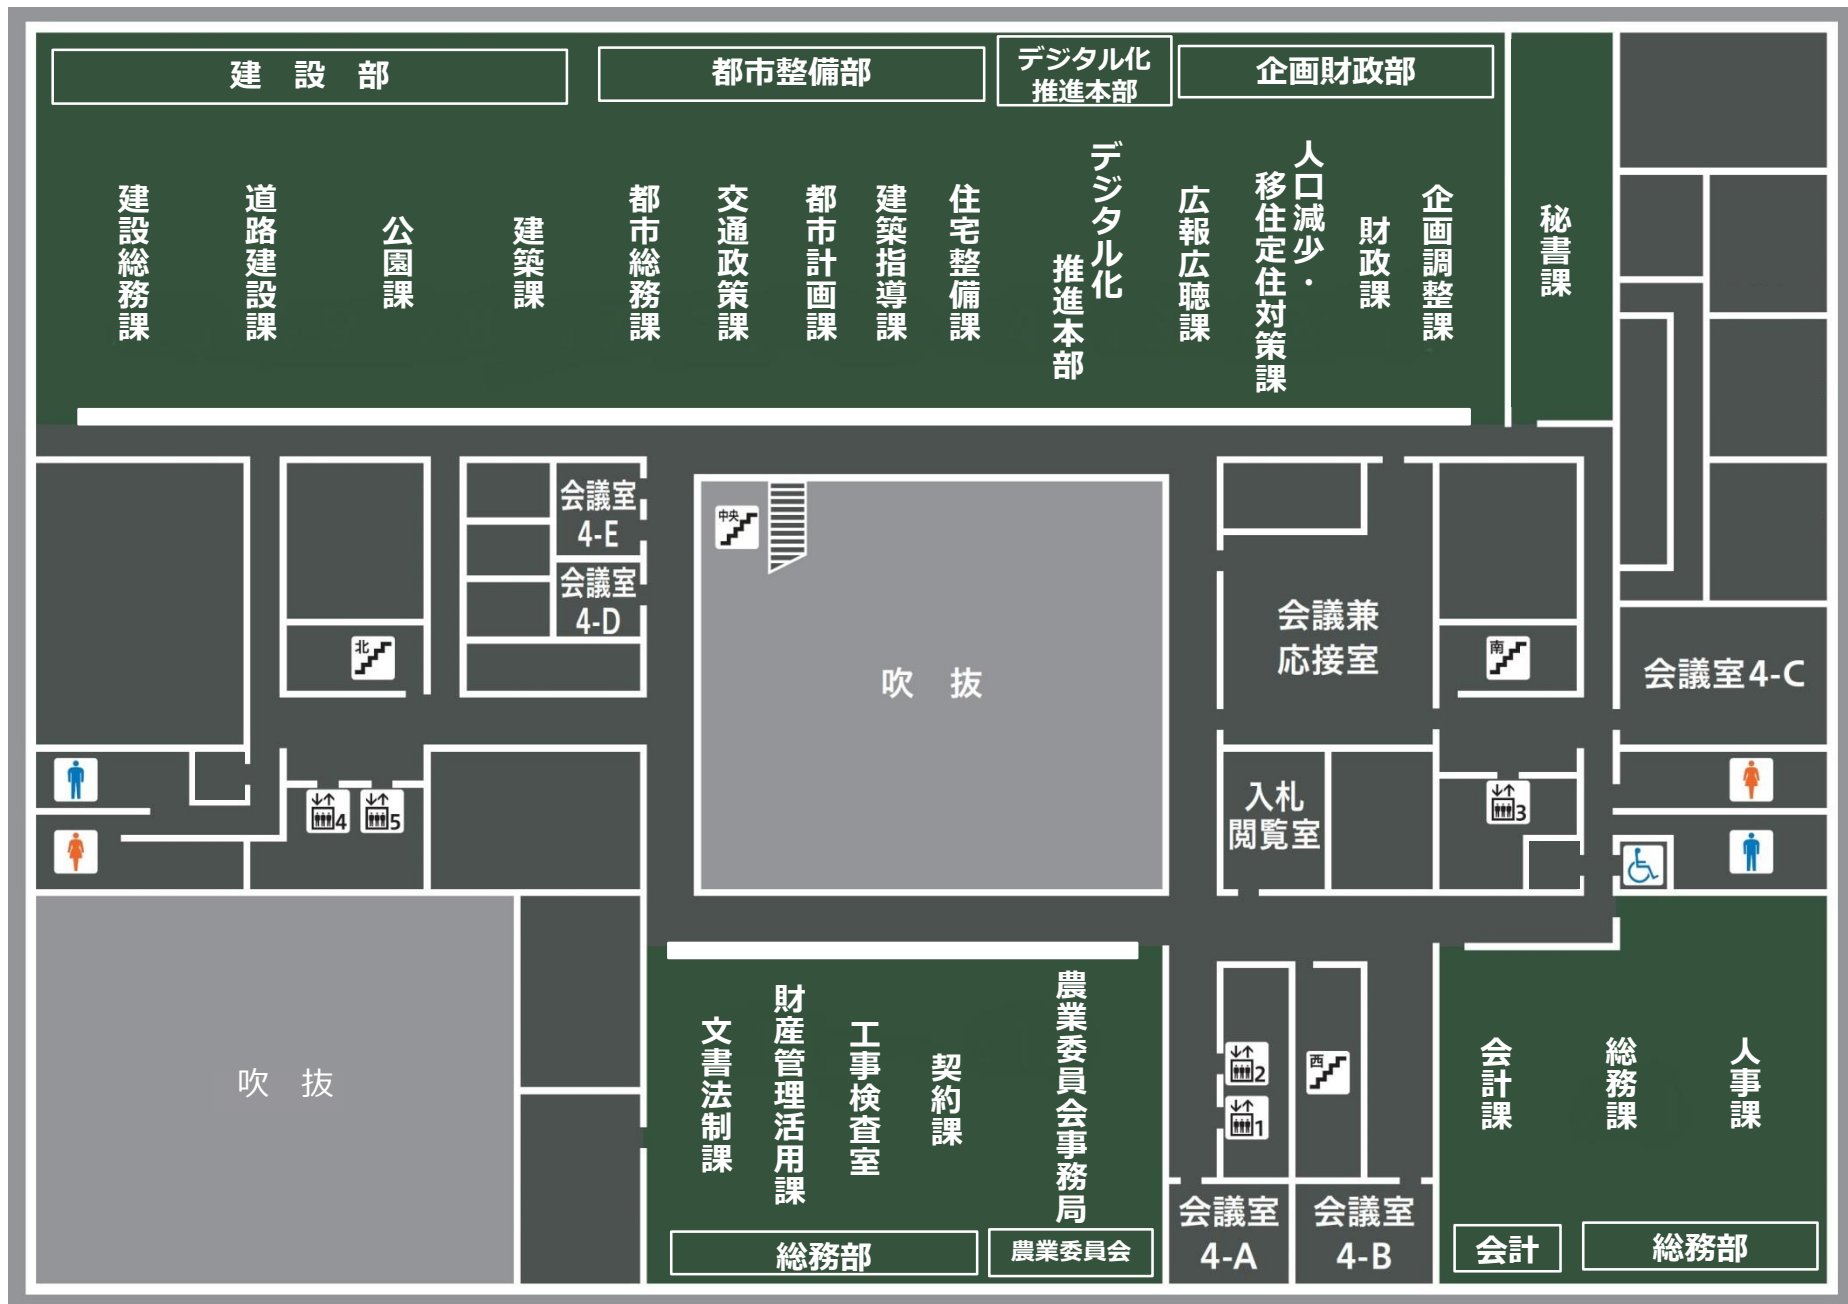 建設部
都市整備部
デジタル化
推進本部
企画財政部
建設総務課
道路建設課
公園課
建築課
都市総務課
交通政策課
都市計画課
建築指導課
住宅整備課
デジタル化
推進本部
広報広聴課
人口減少・
移住定住対策課
財政課
企画調整課
秘書課
会議室
4-E
会議室
4-D
中央
北
吹 抜
会議兼
応接室
南
会議室4-C
入札
閲覧室
4
5
3
吹 抜
文書法制課
財産管理活用課
工事検査室
契約課
農業委員会事務局
総務部
農業委員会
2
1
西
会議室
4-A
会議室
4-B
会計課
総務課
人事課
会計
総務部